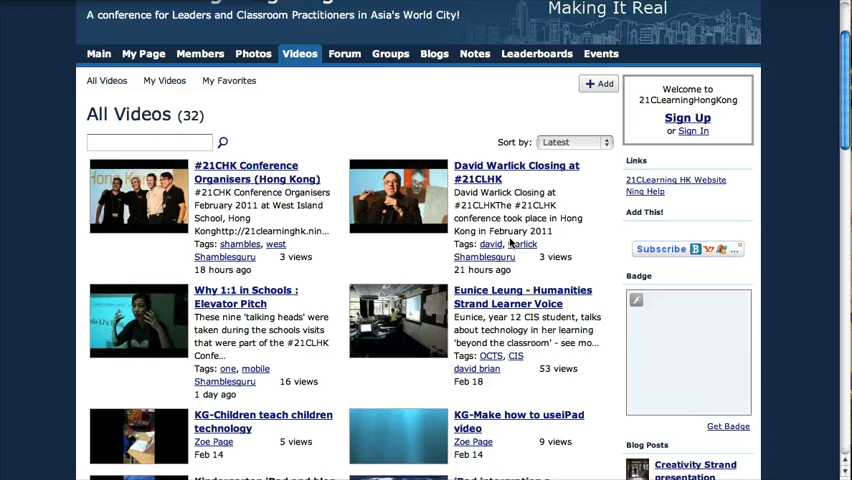 A conference for Leaders and Classroom Practitioners in Asia's World City!
Making It Real
Main My Page Members Photos Videos Forum Groups Blogs Notes Leaderboards Events
All Videos My Videos My Favorites
+ Add
All Videos (32)
Sort by: Latest
#21CHK Conference
Organisers (Hong Kong)
#21CHK Conference Organisers
February 2011 at West Island
School, Hong
Konghttp://21clearninghk.nin...
Tags: shambles, west
Shamblesguru 3 views
18 hours ago
David Warlick Closing at
#21CLHK
David Warlick Closing at
#21CLHKThe #21CLHK
conference took place in Hong
Kong in February 2011
Tags: david, warlick
Shamblesguru 3 views
21 hours ago
Why 1:1 in Schools :
Elevator Pitch
These nine 'talking heads' were
taken during the schools visits
that were part of the #21CLHK
Confe...
Tags: one, mobile
Shamblesguru 16 views
1 day ago
Eunice Leung - Humanities
Strand Learner Voice
Eunice, year 12 CIS student, talks
about technology in her learning
'beyond the classroom' - see mo...
Tags: OCTS, CIS
david brian 53 views
Feb 18
KG-Children teach children
technology
Zoe Page 5 views
Feb 14
KG-Make how to useiPad
video
Zoe Page 9 views
Feb 14
Welcome to
21CLearningHongKong
Sign Up
or Sign In
Links
21CLearning HK Website
Ning Help
Add This!
Subscribe
Badge
Get Badge
Blog Posts
Creativity Strand
presentation